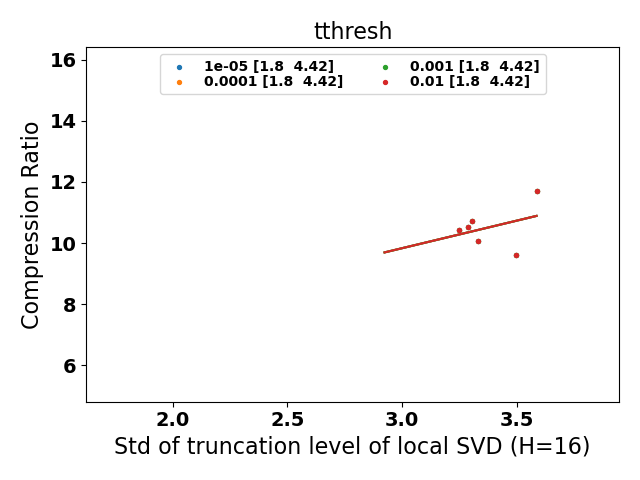 tthresh
1e-05 [1.8  4.42]
0.0001 [1.8  4.42]
0.001 [1.8  4.42]
0.01 [1.8  4.42]
Compression Ratio
16
14
12
10
8
6
2.0
2.5
3.0
3.5
Std of truncation level of local SVD (H=16)